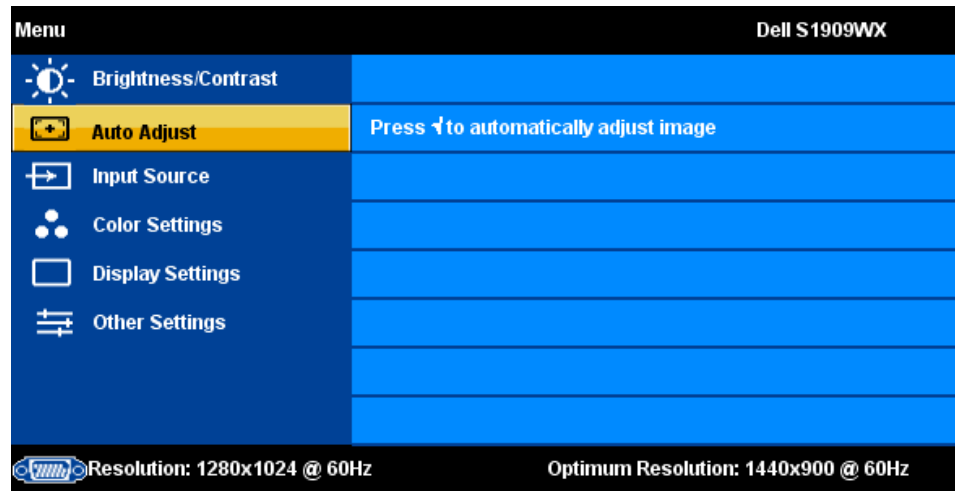 Menu Dell S1909WX
Brightness/Contrast
Auto Adjust Press √ to automatically adjust image
Input Source
Color Settings
Display Settings
Other Settings
Resolution: 1280x1024 @ 60Hz Optimum Resolution: 1440x900 @ 60Hz